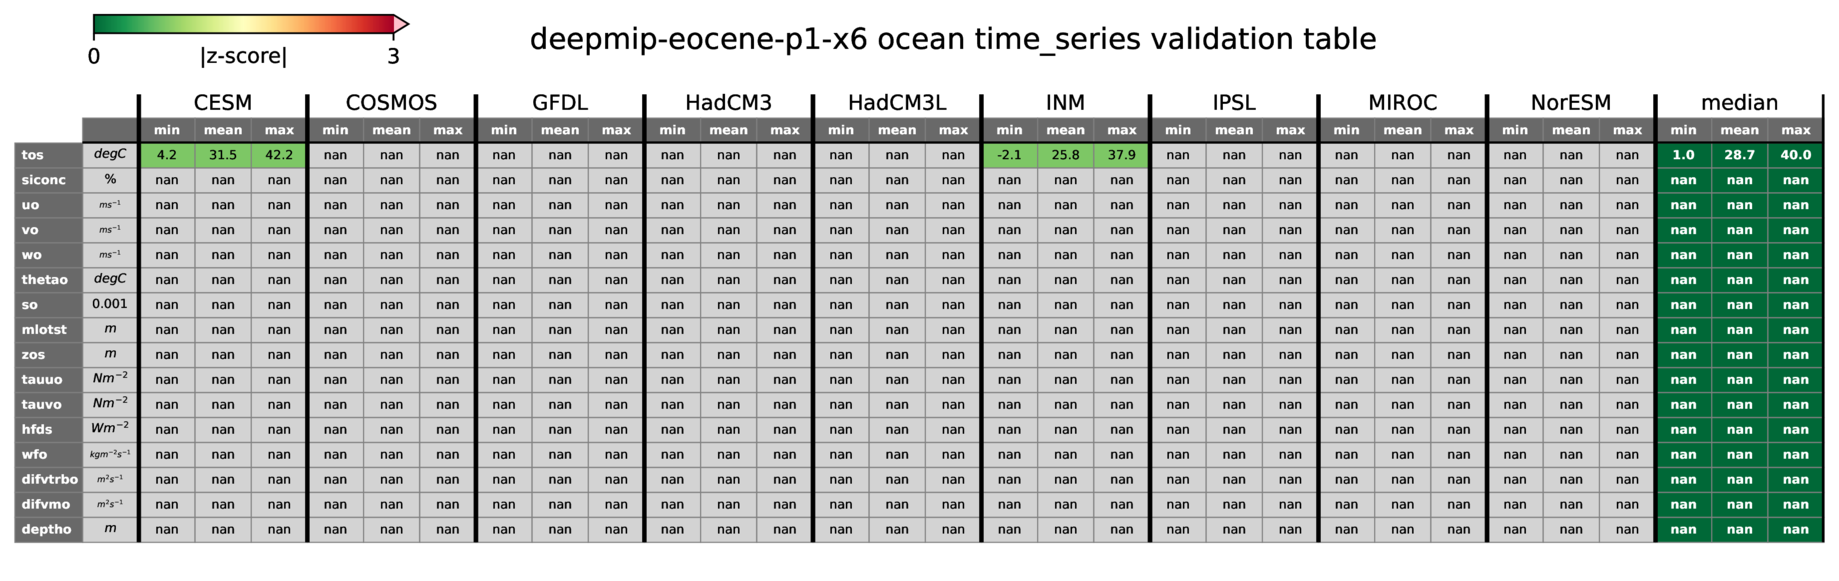 deepmip-eocene-p1-x6 ocean time_series validation table
0 |z-score| 3
CESM COSMOS GFDL HadCM3 HadCM3L INM IPSL MIROC NorESM median
min mean max min mean max min mean max min mean max min mean max min mean max min mean max min mean max min mean max min mean max
tos degC 4.2 31.5 42.2 nan nan nan nan nan nan nan nan nan nan nan nan -2.1 25.8 37.9 nan nan nan nan nan nan nan nan nan 1.0 28.7 40.0
siconc % nan nan nan nan nan nan nan nan nan nan nan nan nan nan nan nan nan nan nan nan nan nan nan nan nan nan nan nan nan nan
uo ms⁻¹ nan nan nan nan nan nan nan nan nan nan nan nan nan nan nan nan nan nan nan nan nan nan nan nan nan nan nan nan nan nan
vo ms⁻¹ nan nan nan nan nan nan nan nan nan nan nan nan nan nan nan nan nan nan nan nan nan nan nan nan nan nan nan nan nan nan
wo ms⁻¹ nan nan nan nan nan nan nan nan nan nan nan nan nan nan nan nan nan nan nan nan nan nan nan nan nan nan nan nan nan nan
thetao degC nan nan nan nan nan nan nan nan nan nan nan nan nan nan nan nan nan nan nan nan nan nan nan nan nan nan nan nan nan nan
so 0.001 nan nan nan nan nan nan nan nan nan nan nan nan nan nan nan nan nan nan nan nan nan nan nan nan nan nan nan nan nan nan
mlotst m nan nan nan nan nan nan nan nan nan nan nan nan nan nan nan nan nan nan nan nan nan nan nan nan nan nan nan nan nan nan
zos m nan nan nan nan nan nan nan nan nan nan nan nan nan nan nan nan nan nan nan nan nan nan nan nan nan nan nan nan nan nan
tauuo Nm⁻² nan nan nan nan nan nan nan nan nan nan nan nan nan nan nan nan nan nan nan nan nan nan nan nan nan nan nan nan nan nan
tauvo Nm⁻² nan nan nan nan nan nan nan nan nan nan nan nan nan nan nan nan nan nan nan nan nan nan nan nan nan nan nan nan nan nan
hfds Wm⁻² nan nan nan nan nan nan nan nan nan nan nan nan nan nan nan nan nan nan nan nan nan nan nan nan nan nan nan nan nan nan
wfo kgm⁻²s⁻¹ nan nan nan nan nan nan nan nan nan nan nan nan nan nan nan nan nan nan nan nan nan nan nan nan nan nan nan nan nan nan
difvtrbo m²s⁻¹ nan nan nan nan nan nan nan nan nan nan nan nan nan nan nan nan nan nan nan nan nan nan nan nan nan nan nan nan nan nan
difvmo m²s⁻¹ nan nan nan nan nan nan nan nan nan nan nan nan nan nan nan nan nan nan nan nan nan nan nan nan nan nan nan nan nan nan
deptho m nan nan nan nan nan nan nan nan nan nan nan nan nan nan nan nan nan nan nan nan nan nan nan nan nan nan nan nan nan nan